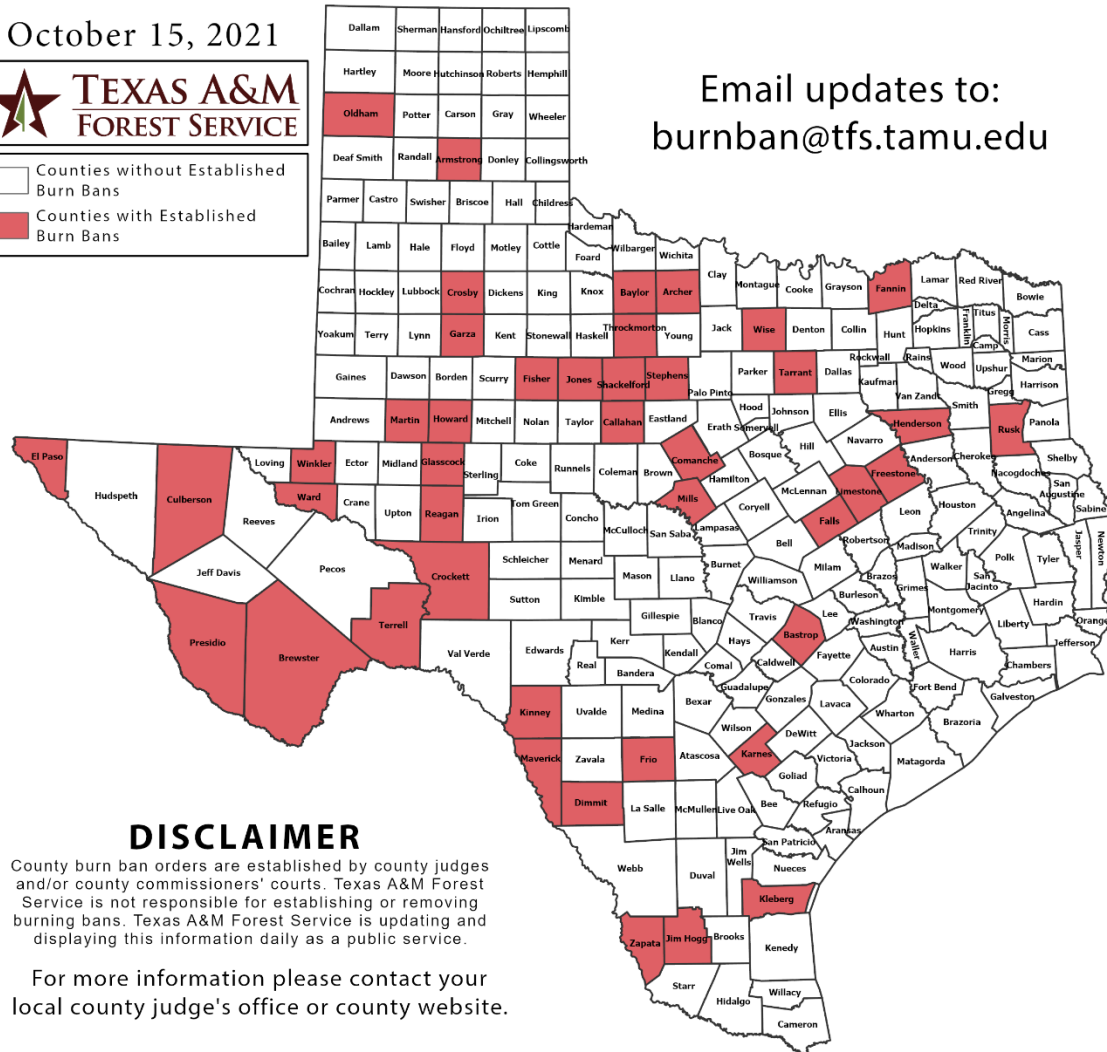 October 15, 2021
TEXAS A&M
FOREST SERVICE
Counties without Established
Burn Bans
Counties with Established
Burn Bans
Email updates to:
burnban@tfs.tamu.edu
Dallam Sherman Hansford Ochiltree Lipscomb
Hartley Moore Hutchinson Roberts Hemphill
Oldham Potter Carson Gray Wheeler
Deaf Smith Randall Armstrong Donley Collingsworth
Parmer Castro Swisher Briscoe Hall Childress
Hardeman
Bailey Lamb Hale Floyd Motley Cottle Foard Wilbarger Wichita
Clay Montague Cooke Grayson Fannin Lamar Red River Bowie
Cochran Hockley Lubbock Crosby Dickens King Knox Baylor Archer
Delta Franklin Titus Morris Cass
Yoakum Terry Lynn Garza Kent Stonewall Haskell Throckmorton Young Jack Wise Denton Collin Hunt Hopkins
Camp Marion
Rockwall Rains Wood Upshur
Gaines Dawson Borden Scurry Fisher Jones Shackelford Stephens Palo Pinto Parker Tarrant Dallas Kaufman Van Zandt Gregg Harrison
Andrews Martin Howard Mitchell Nolan Taylor Callahan Eastland Erath Hood Somervell Johnson Ellis Henderson Smith Rusk Panola
El Paso Hudspeth Culberson Loving Winkler Ector Midland Glasscock Sterling Coke Runnels Coleman Brown Comanche Hamilton Bosque Hill Navarro Freestone Anderson Cherokee Nacogdoches Shelby
San Augustine Sabine
Reeves Ward Crane Upton Reagan Irion Tom Green Concho McCulloch San Saba Mills Lampasas Coryell McLennan Limestone Falls Leon Houston Angelina
Trinity Jasper Newton
Jeff Davis Pecos Crockett Schleicher Menard Mason Llano Burnet Bell Robertson Madison Walker Polk Tyler
San Jacinto
Sutton Kimble Williamson Milam Brazos Grimes
Burleson Montgomery Liberty Hardin Orange
Presidio Brewster Terrell Val Verde Edwards Gillespie Blanco Travis Bastrop Lee Washington Waller Harris Jefferson
Kerr Kendall Hays Caldwell Fayette Austin Chambers
Real Bandera Comal Guadalupe Gonzales Colorado Fort Bend Galveston
Kinney Uvalde Medina Bexar Wilson Lavaca Wharton Brazoria
Maverick Zavala Frio Atascosa Karnes DeWitt Victoria Jackson Matagorda
Goliad Calhoun
Dimmit La Salle McMullen Live Oak Bee Refugio Aransas
San Patricio
Webb Duval Jim Wells Nueces
Kleberg
Zapata Jim Hogg Brooks Kenedy
Starr Hidalgo Willacy
Cameron
DISCLAIMER
County burn ban orders are established by county judges
and/or county commissioners' courts. Texas A&M Forest
Service is not responsible for establishing or removing
burning bans. Texas A&M Forest Service is updating and
displaying this information daily as a public service.
For more information please contact your
local county judge's office or county website.